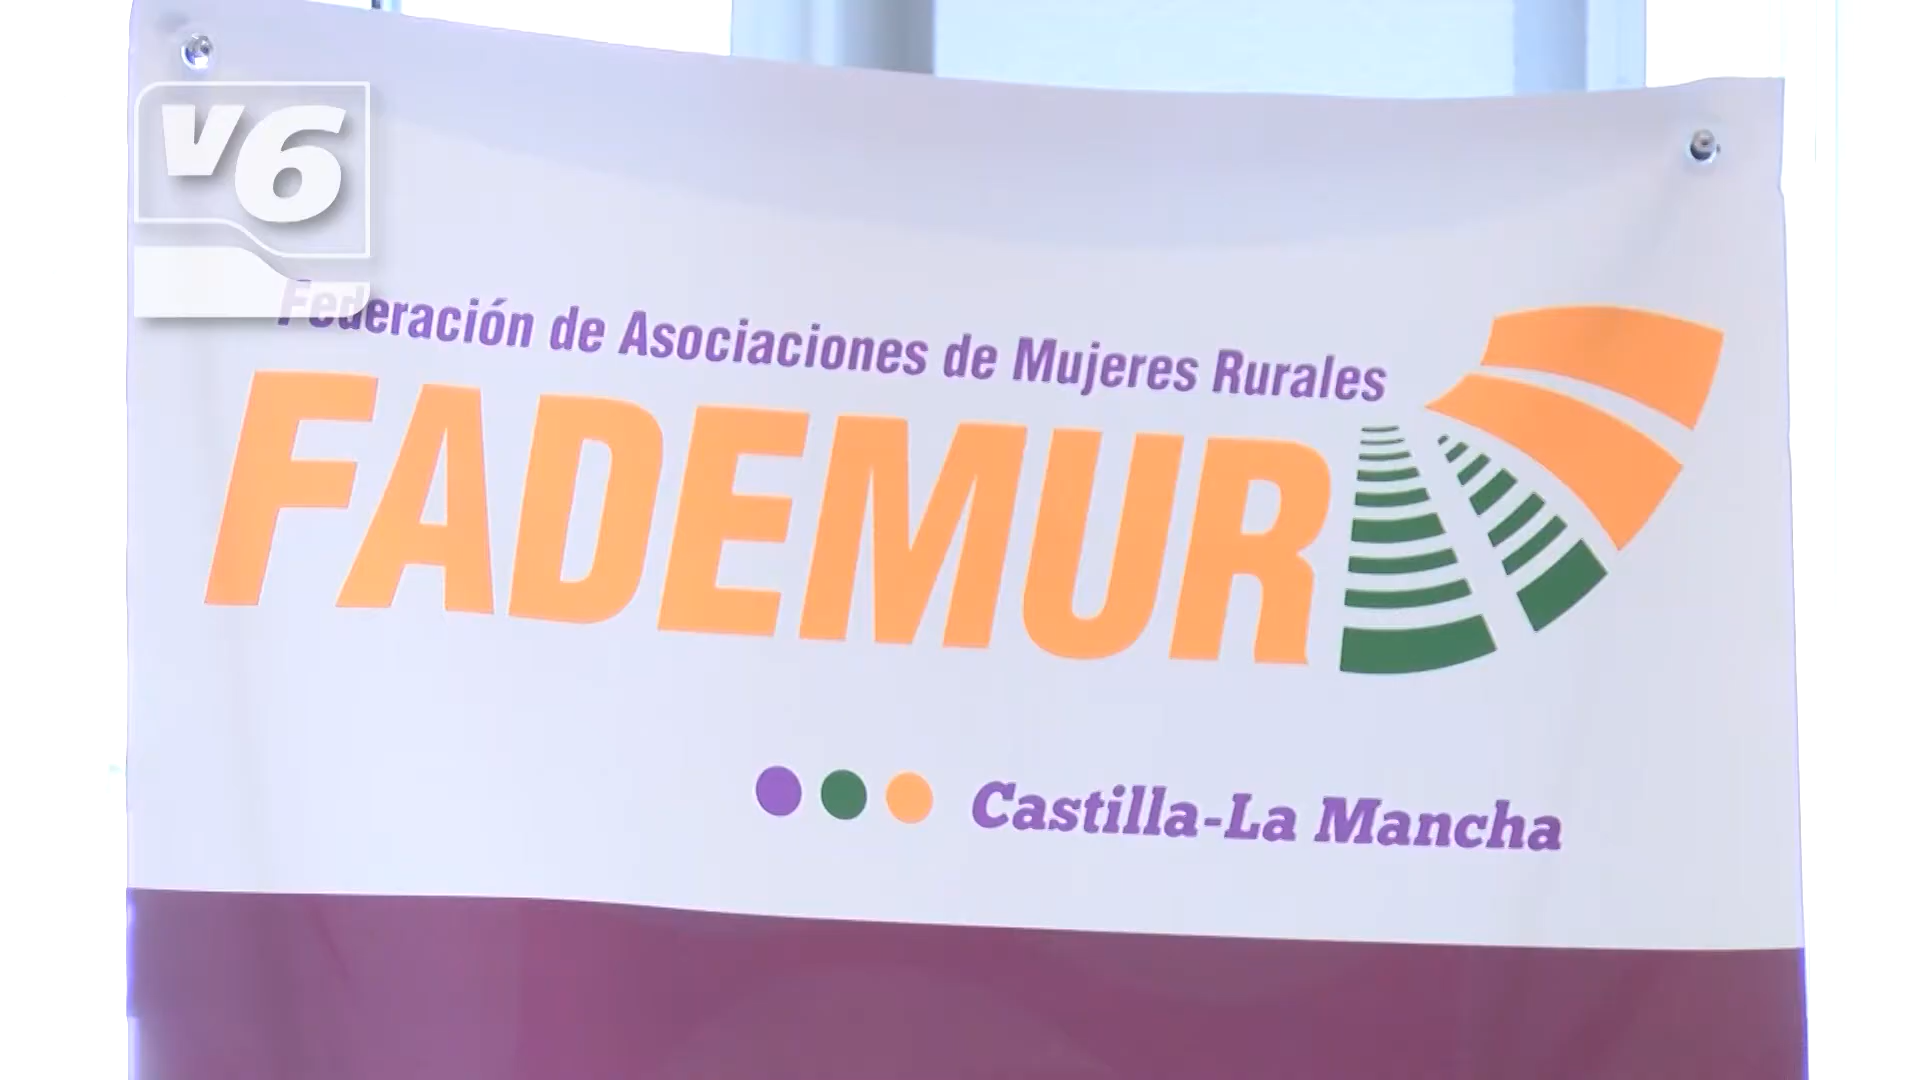 V6
Federación de Asociaciones de Mujeres Rurales
FADEMUR
Castilla-La Mancha